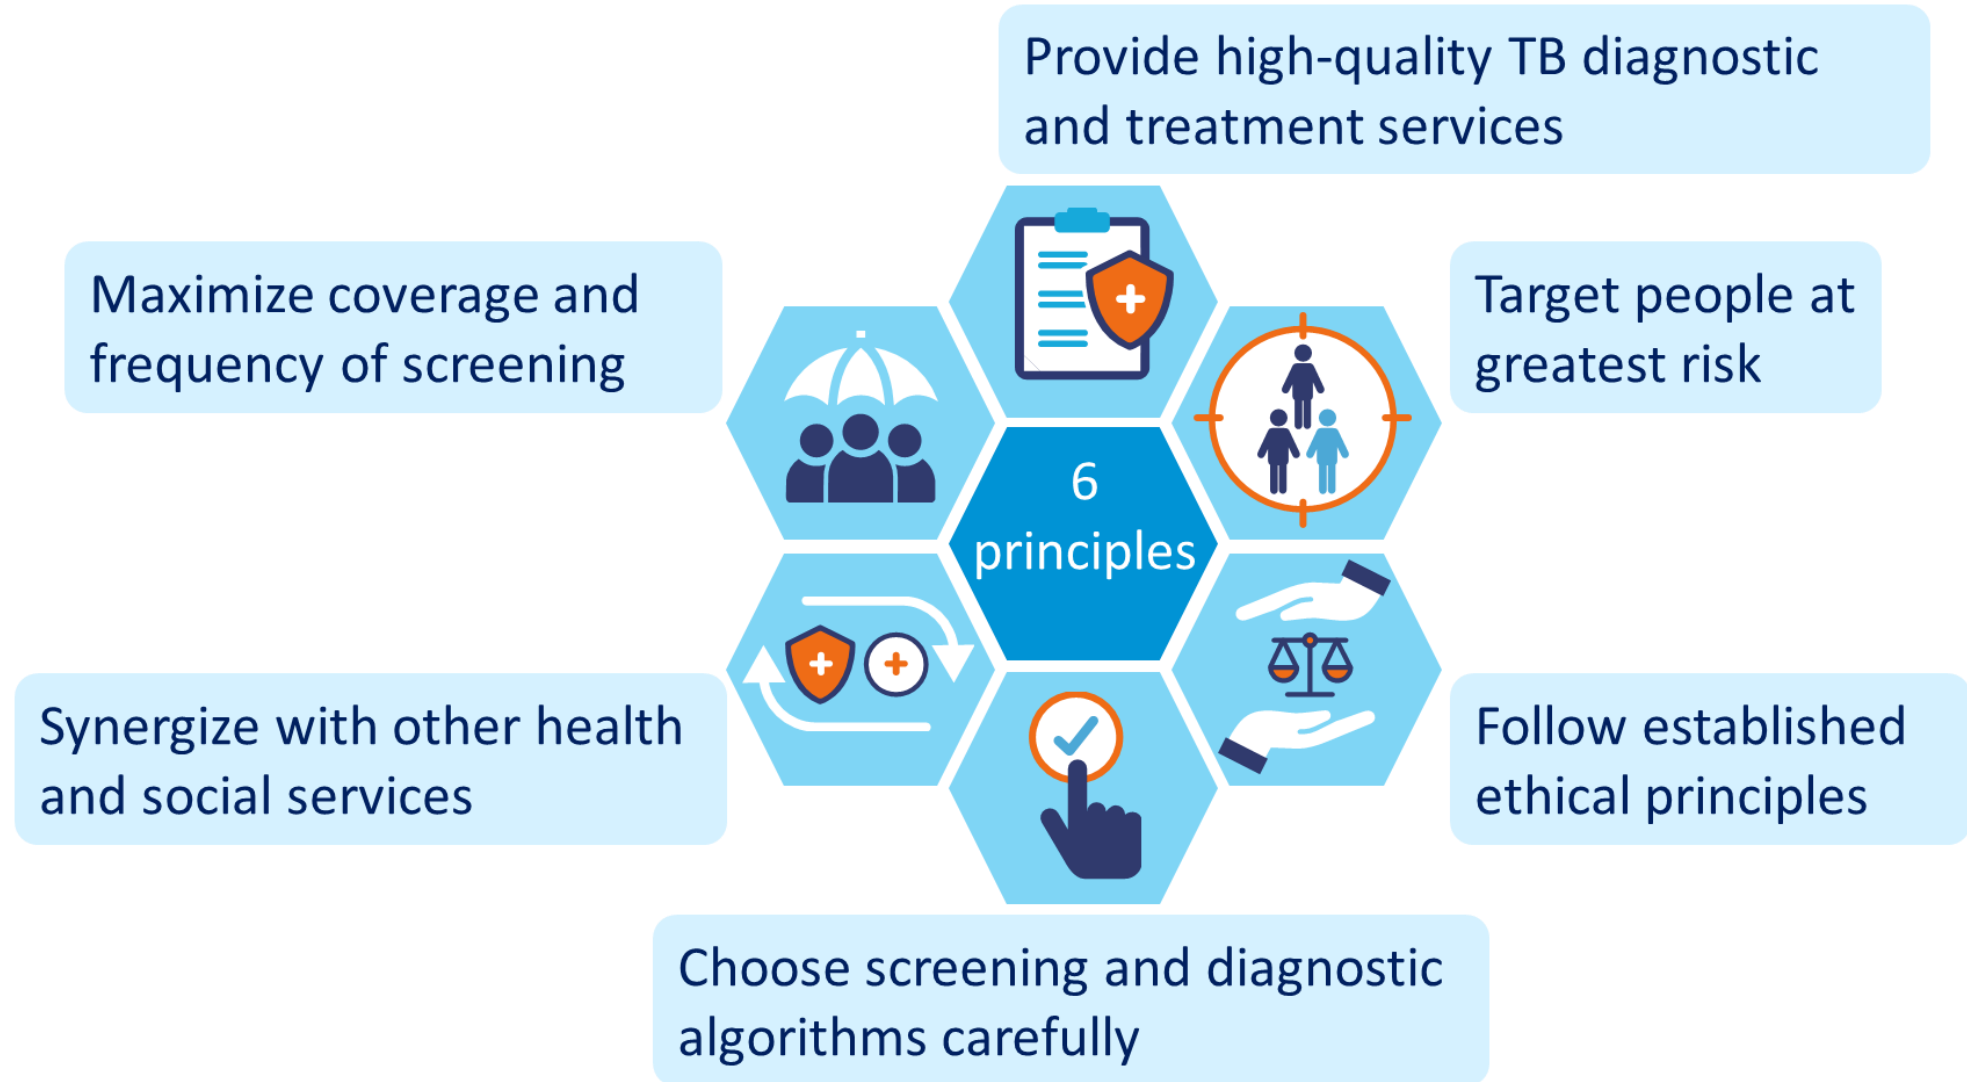 Provide high-quality TB diagnostic
and treatment services
Maximize coverage and
frequency of screening
Target people at
greatest risk
6
principles
Synergize with other health
and social services
Follow established
ethical principles
Choose screening and diagnostic
algorithms carefully